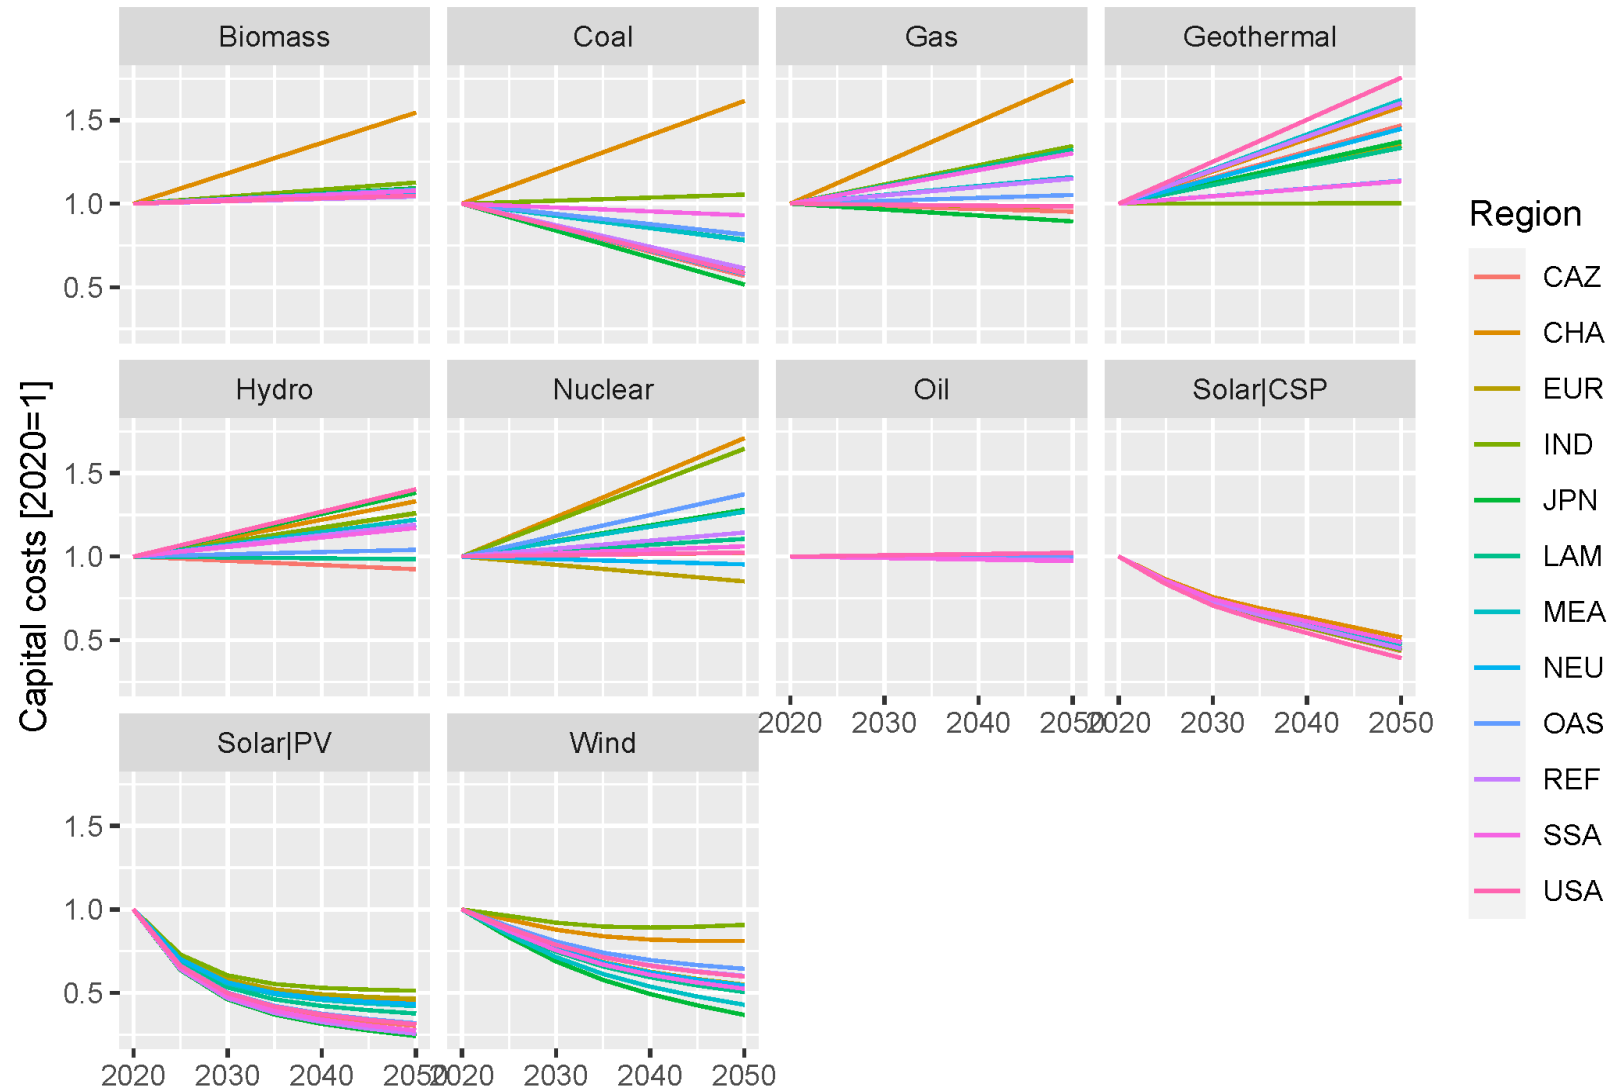 Biomass Coal Gas Geothermal
1.5
1.0
0.5
Hydro Nuclear Oil Solar|CSP
1.5
1.0
0.5
2020 2030 2040 2050 2020 2030 2040 2050
Solar|PV Wind
1.5
1.0
0.5
2020 2030 2040 2050 2020 2030 2040 2050
Capital costs [2020=1]
Region
CAZ
CHA
EUR
IND
JPN
LAM
MEA
NEU
OAS
REF
SSA
USA